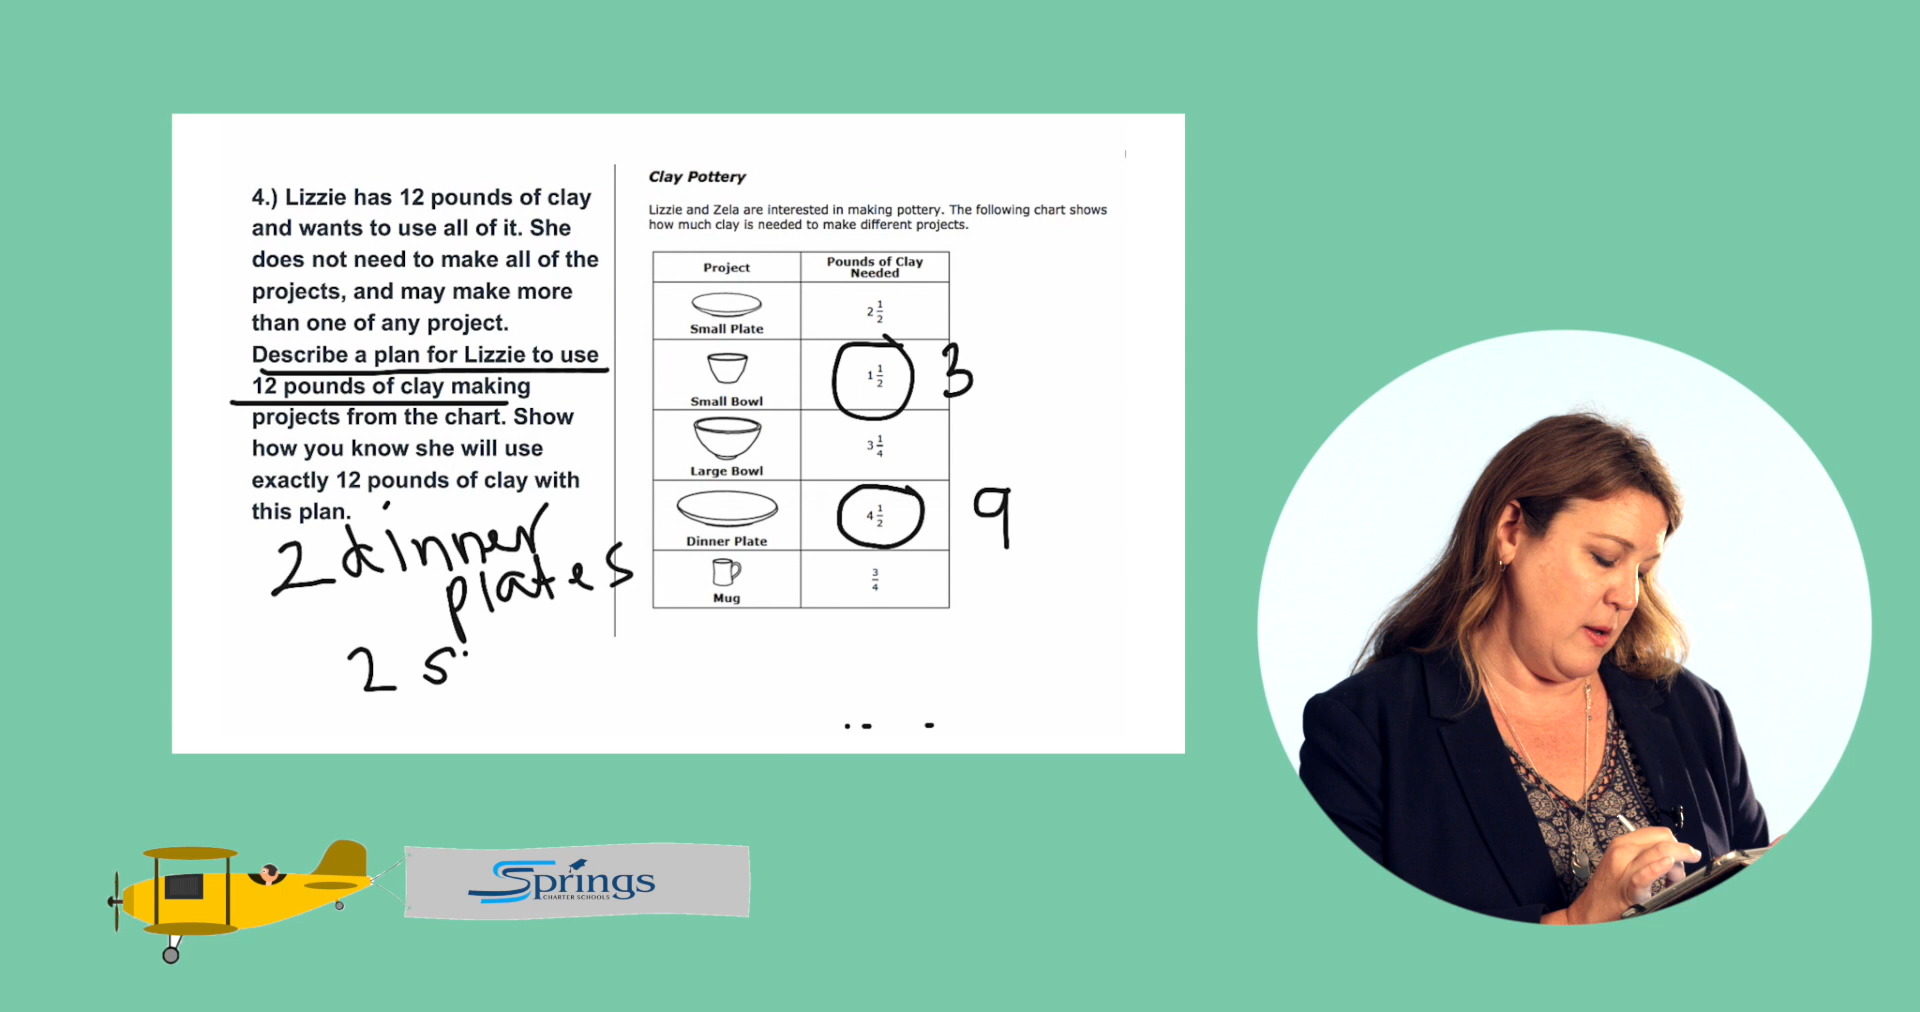 4.) Lizzie has 12 pounds of clay
and wants to use all of it. She
does not need to make all of the
projects, and may make more
than one of any project.
Describe a plan for Lizzie to use
12 pounds of clay making
projects from the chart. Show
how you know she will use
exactly 12 pounds of clay with
this plan.
2 dinner
plates
2 s
Clay Pottery
Lizzie and Zela are interested in making pottery. The following chart shows
how much clay is needed to make different projects.
Project
Pounds of Clay
Needed
Small Plate
2 1/2
Small Bowl
1 1/2
3
Large Bowl
3 1/4
Dinner Plate
4 1/2
9
Mug
3/4
Springs
CHARTER SCHOOLS